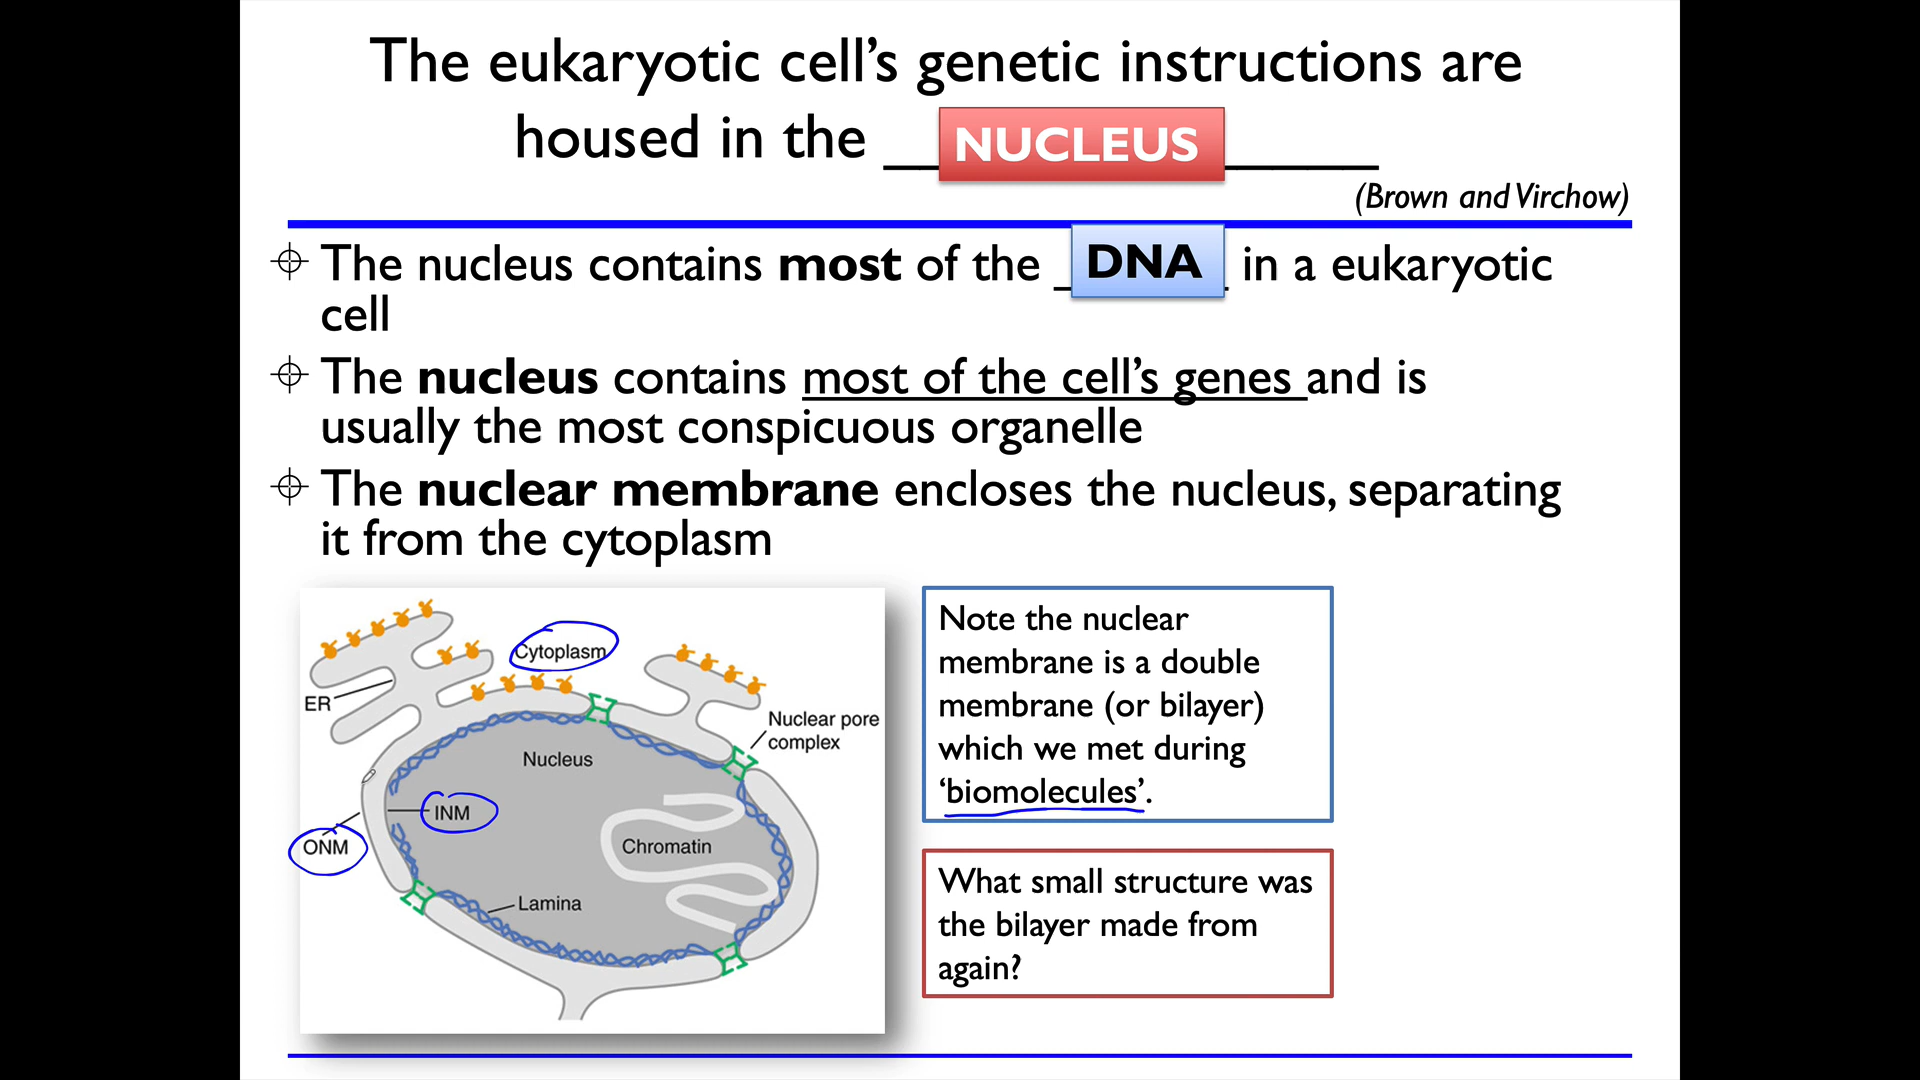 The eukaryotic cell's genetic instructions are
housed in the NUCLEUS
(Brown and Virchow)
The nucleus contains most of the DNA in a eukaryotic
cell
The nucleus contains most of the cell's genes and is
usually the most conspicuous organelle
The nuclear membrane encloses the nucleus, separating
it from the cytoplasm
Cytoplasm
ER
Nuclear pore
complex
Nucleus
INM
ONM
Chromatin
Lamina
Note the nuclear
membrane is a double
membrane (or bilayer)
which we met during
‘biomolecules’.
What small structure was
the bilayer made from
again?